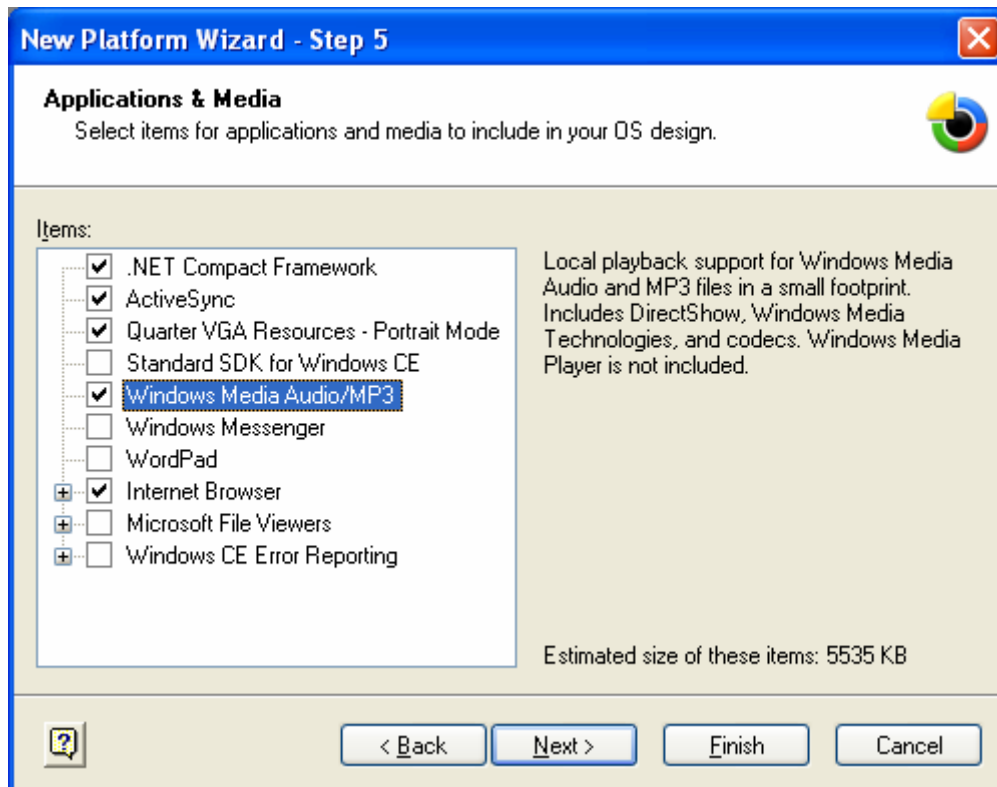 New Platform Wizard - Step 5
Applications & Media
Select items for applications and media to include in your OS design.
Items:
.NET Compact Framework
ActiveSync
Quarter VGA Resources - Portrait Mode
Standard SDK for Windows CE
Windows Media Audio/MP3
Windows Messenger
WordPad
Internet Browser
Microsoft File Viewers
Windows CE Error Reporting
Local playback support for Windows Media
Audio and MP3 files in a small footprint.
Includes DirectShow, Windows Media
Technologies, and codecs. Windows Media
Player is not included.
Estimated size of these items: 5535 KB
?
< Back
Next >
Finish
Cancel